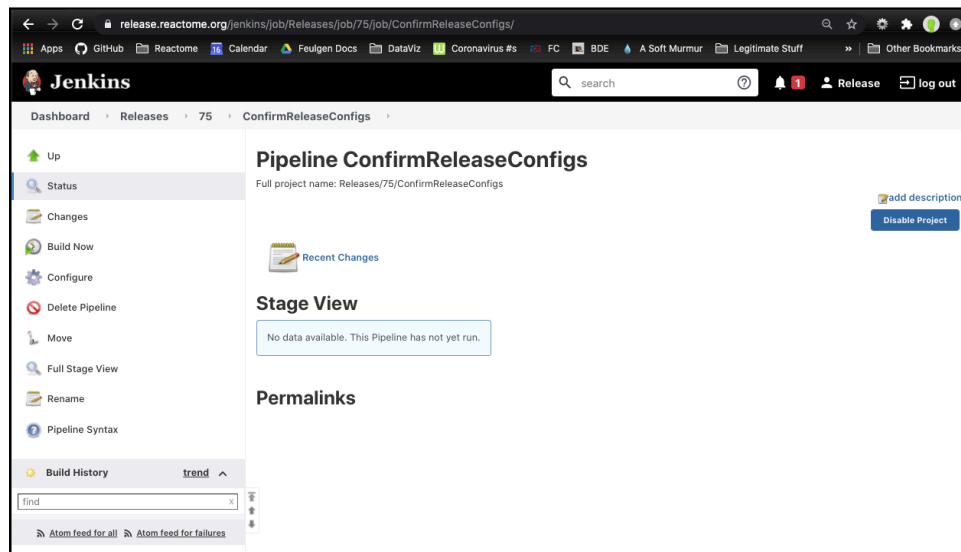 release.reactome.org/jenkins/job/Releases/job/75/job/ConfirmReleaseConfigs/
Apps GitHub Reactome 16 Calendar Feulgen Docs DataViz Coronavirus #s FC BDE A Soft Murmur Legitimate Stuff » Other Bookmarks
Jenkins search 1 Release log out
Dashboard Releases 75 ConfirmReleaseConfigs
Up
Status
Changes
Build Now
Configure
Delete Pipeline
Move
Full Stage View
Rename
Pipeline Syntax
Build History trend
find x
Atom feed for all Atom feed for failures
Pipeline ConfirmReleaseConfigs
Full project name: Releases/75/ConfirmReleaseConfigs
add description
Disable Project
Recent Changes
Stage View
No data available. This Pipeline has not yet run.
Permalinks